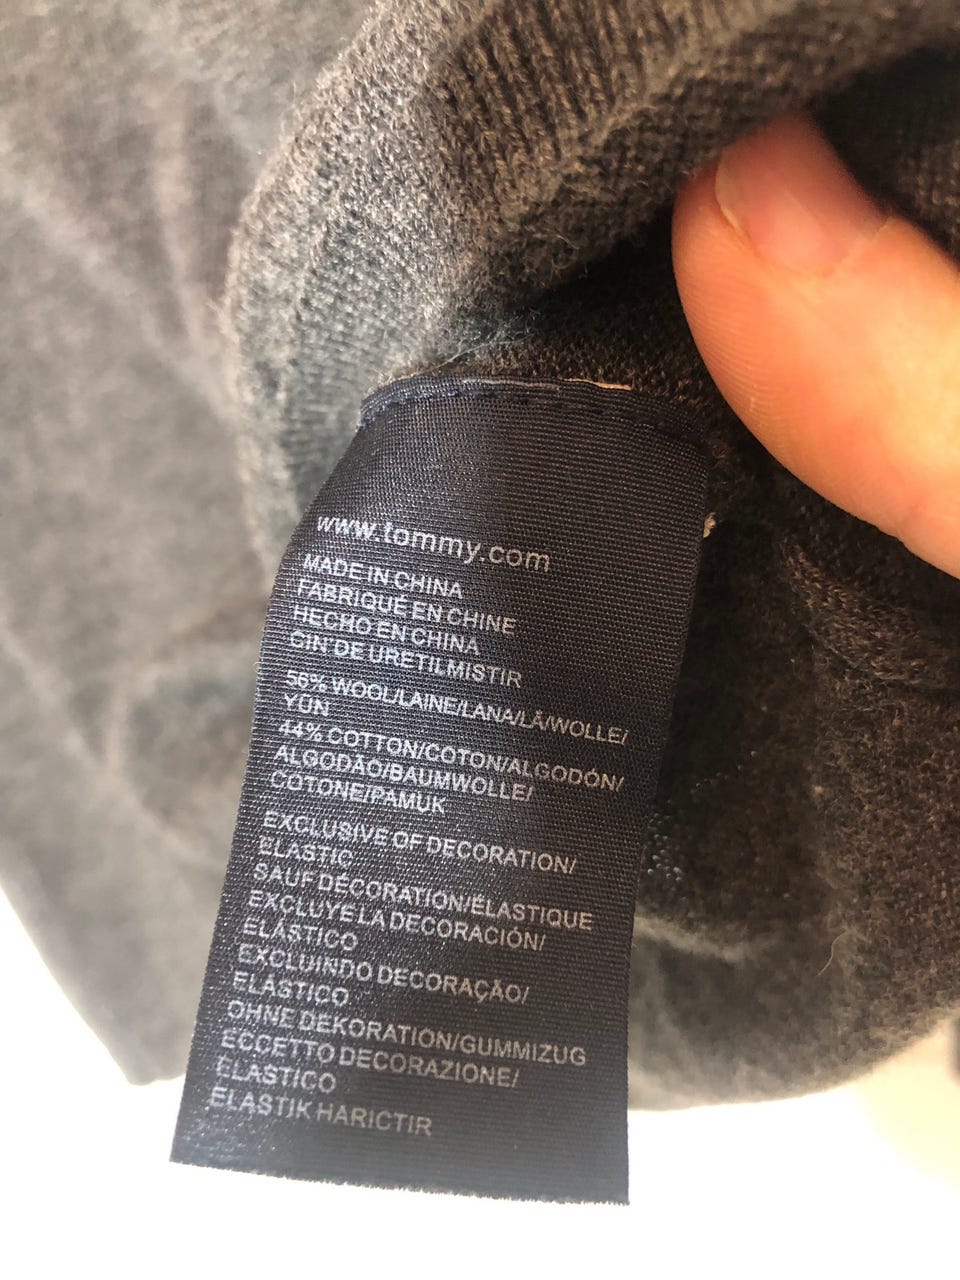 www.tommy.com
MADE IN CHINA
FABRIQUÉ EN CHINE
HECHO EN CHINA
CIN'DE URETILMISTIR
56% WOOL/LAINE/LANA/LÃ/WOLLE/
YÜN
44% COTTON/COTON/ALGODÓN/
ALGODÃO/BAUMWOLLE/
COTONE/PAMUK
EXCLUSIVE OF DECORATION/
ELASTIC
SAUF DÉCORATION/ÉLASTIQUE
EXCLUYE LA DECORACIÓN/
ELÁSTICO
EXCLUINDO DECORAÇÃO/
ELÁSTICO
OHNE DEKORATION/GUMMIZUG
ECCETTO DECORAZIONE/
ELASTICO
ELASTIK HARICTIR